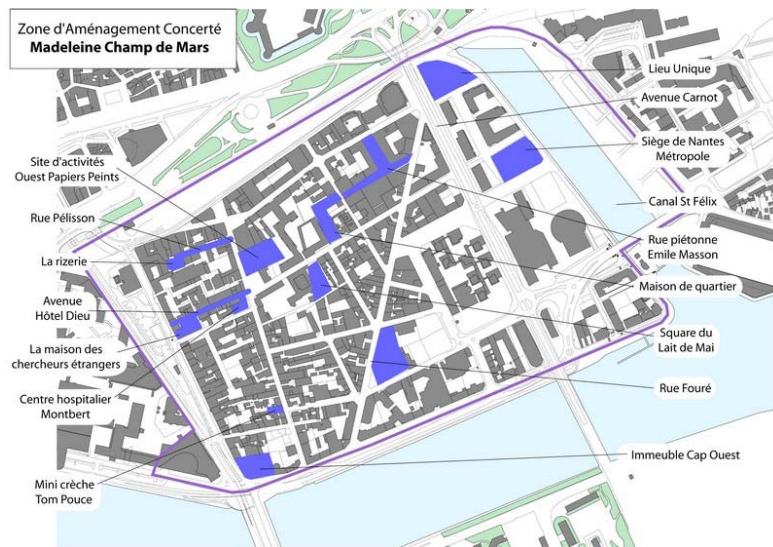 Zone d'Aménagement Concerté
Madeleine Champ de Mars
Lieu Unique
Avenue Carnot
Siège de Nantes
Métropole
Canal St Félix
Rue piétonne
Emile Masson
Maison de quartier
Square du
Lait de Mai
Rue Fouré
Immeuble Cap Ouest
Site d'activités
Ouest Papiers Peints
Rue Pélisson
La rizerie
Avenue
Hôtel Dieu
La maison des
chercheurs étrangers
Centre hospitalier
Montbert
Mini crèche
Tom Pouce